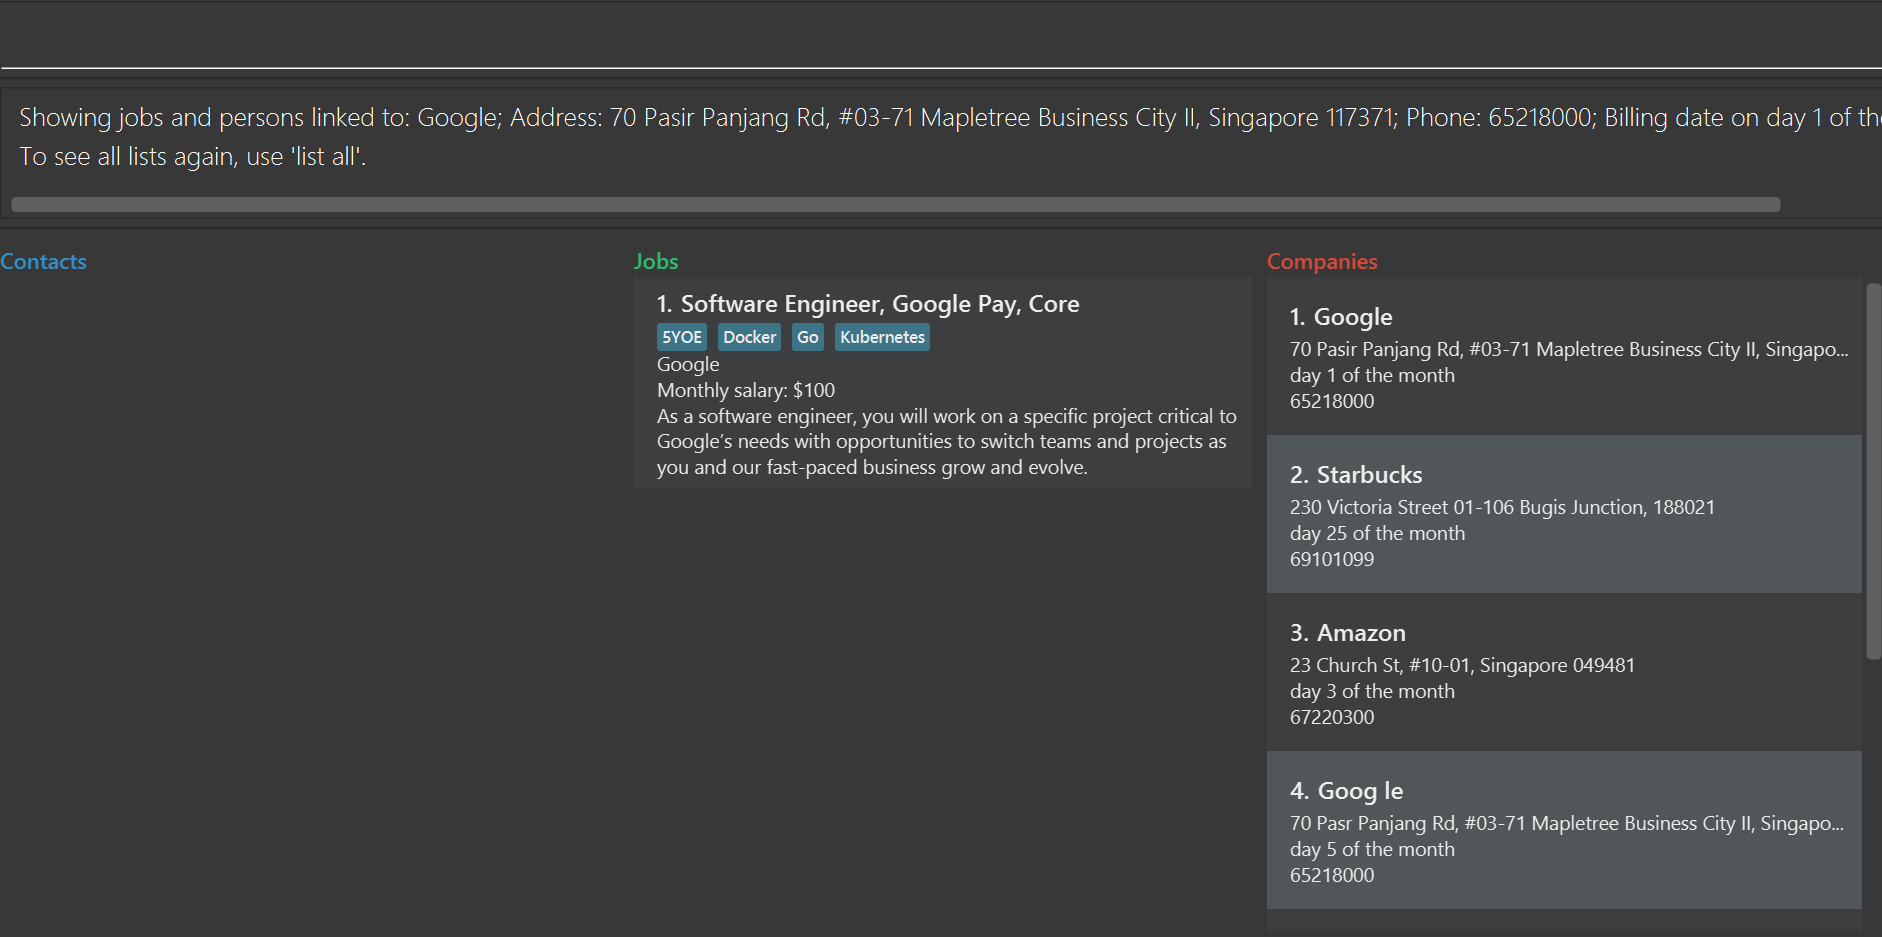 Showing jobs and persons linked to: Google; Address: 70 Pasir Panjang Rd, #03-71 Mapletree Business City II, Singapore 117371; Phone: 65218000; Billing date on day 1 of
To see all lists again, use 'list all'.
Contacts
Jobs
1. Software Engineer, Google Pay, Core
5YOE Docker Go Kubernetes
Google
Monthly salary: $100
As a software engineer, you will work on a specific project critical to
Google’s needs with opportunities to switch teams and projects as
you and our fast-paced business grow and evolve.
Companies
1. Google
70 Pasir Panjang Rd, #03-71 Mapletree Business City II, Singapo...
day 1 of the month
65218000
2. Starbucks
230 Victoria Street 01-106 Bugis Junction, 188021
day 25 of the month
69101099
3. Amazon
23 Church St, #10-01, Singapore 049481
day 3 of the month
67220300
4. Goog le
70 Pasr Panjang Rd, #03-71 Mapletree Business City II, Singapo...
day 5 of the month
65218000